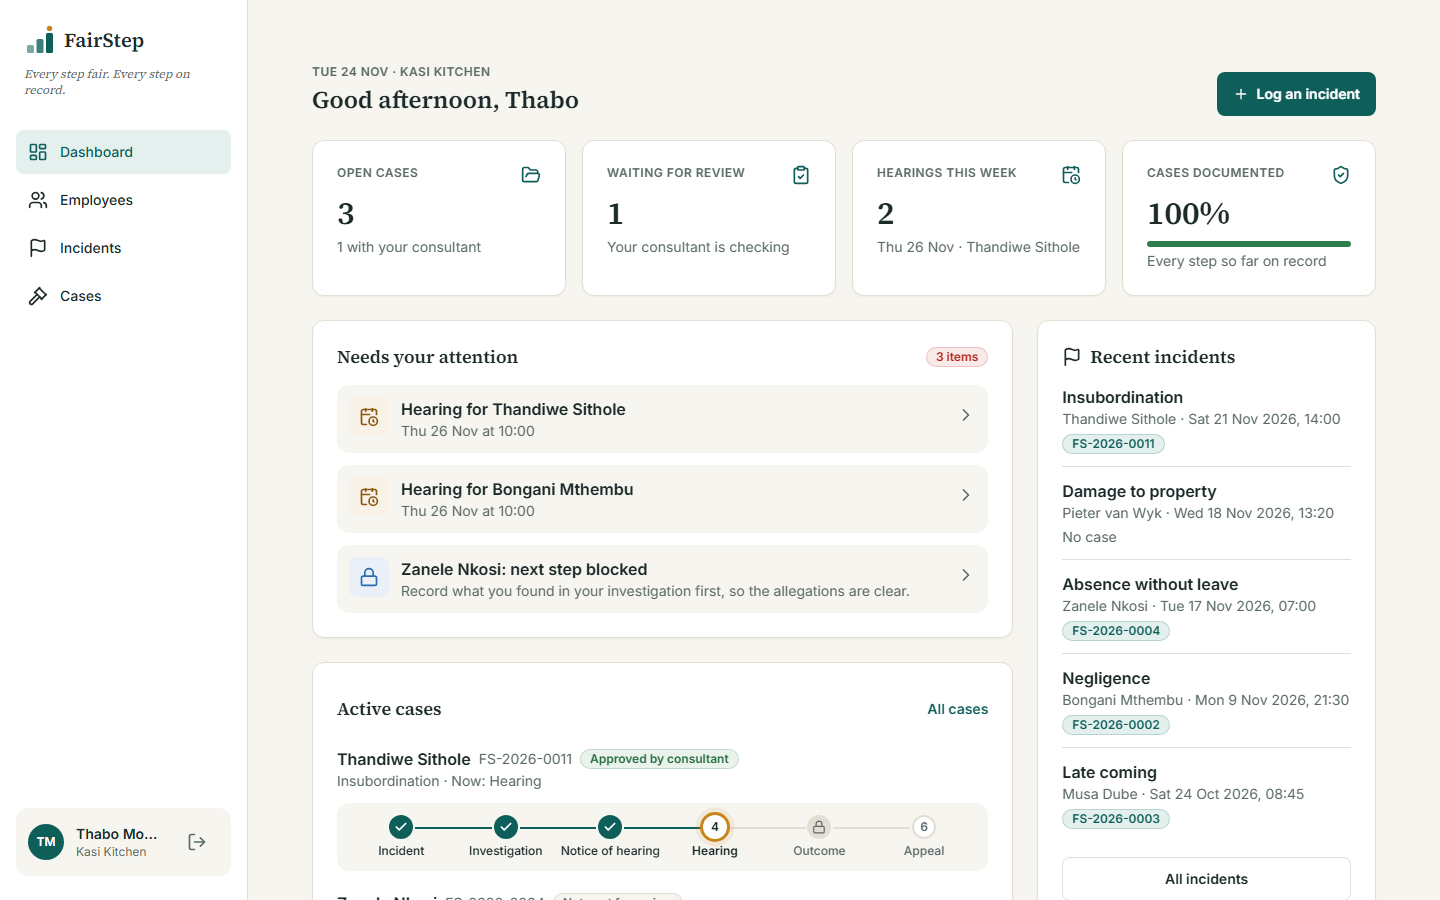 FairStep
Every step fair. Every step on
record.
Dashboard
Employees
Incidents
Cases
TM
Thabo Mo...
Kasi Kitchen
TUE 24 NOV · KASI KITCHEN
Good afternoon, Thabo
Log an incident
OPEN CASES
3
1 with your consultant
WAITING FOR REVIEW
1
Your consultant is checking
HEARINGS THIS WEEK
2
Thu 26 Nov · Thandiwe Sithole
CASES DOCUMENTED
100%
Every step so far on record
Needs your attention
3 items
Hearing for Thandiwe Sithole
Thu 26 Nov at 10:00
Hearing for Bongani Mthembu
Thu 26 Nov at 10:00
Zanele Nkosi: next step blocked
Record what you found in your investigation first, so the allegations are clear.
Active cases
All cases
Thandiwe Sithole FS-2026-0011 Approved by consultant
Insubordination · Now: Hearing
4
6
Incident
Investigation
Notice of hearing
Hearing
Outcome
Appeal
Recent incidents
Insubordination
Thandiwe Sithole · Sat 21 Nov 2026, 14:00
FS-2026-0011
Damage to property
Pieter van Wyk · Wed 18 Nov 2026, 13:20
No case
Absence without leave
Zanele Nkosi · Tue 17 Nov 2026, 07:00
FS-2026-0004
Negligence
Bongani Mthembu · Mon 9 Nov 2026, 21:30
FS-2026-0002
Late coming
Musa Dube · Sat 24 Oct 2026, 08:45
FS-2026-0003
All incidents